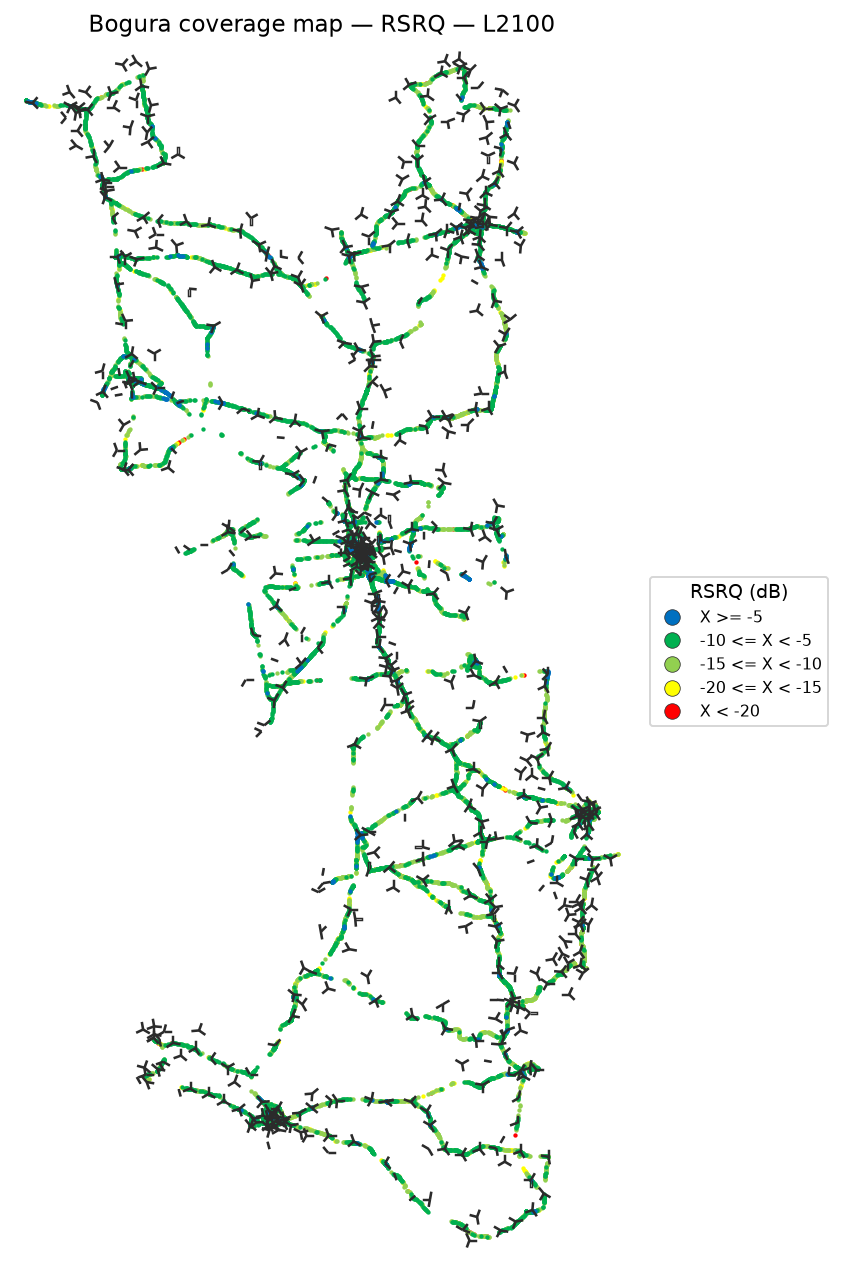 Bogura coverage map — RSRQ — L2100
RSRQ (dB)
X >= -5
-10 <= X < -5
-15 <= X < -10
-20 <= X < -15
X < -20